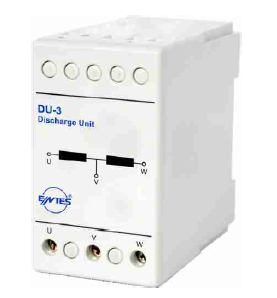 DU-3
Discharge Unit
U
W
V
ENTES®
U V W